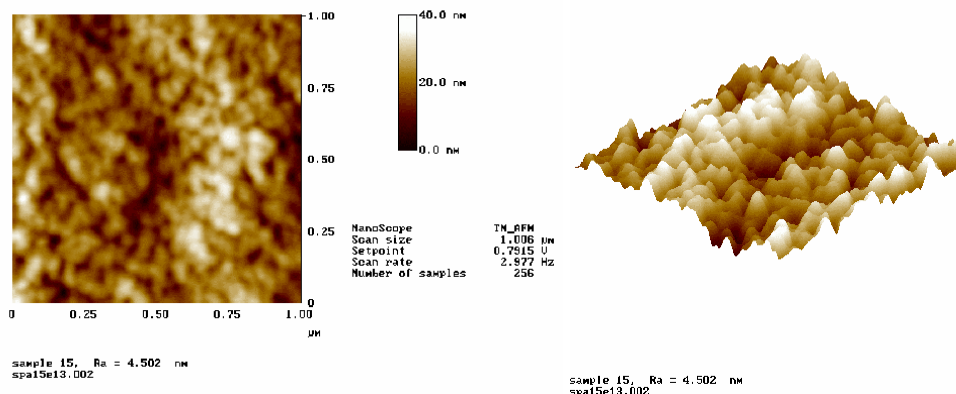 40.0 nm
20.0 nm
0.0 nm
1.00
0.75
0.50
0.25
0
0 0.25 0.50 0.75 1.00
μm
NanoScope TM_AFM
Scan size 1.006 μm
Setpoint 0.7915 V
Scan rate 2.977 Hz
Number of samples 256
sample 15, Ra = 4.502 nm
spa15e13.002
sample 15, Ra = 4.502 nm
spa15e13.002